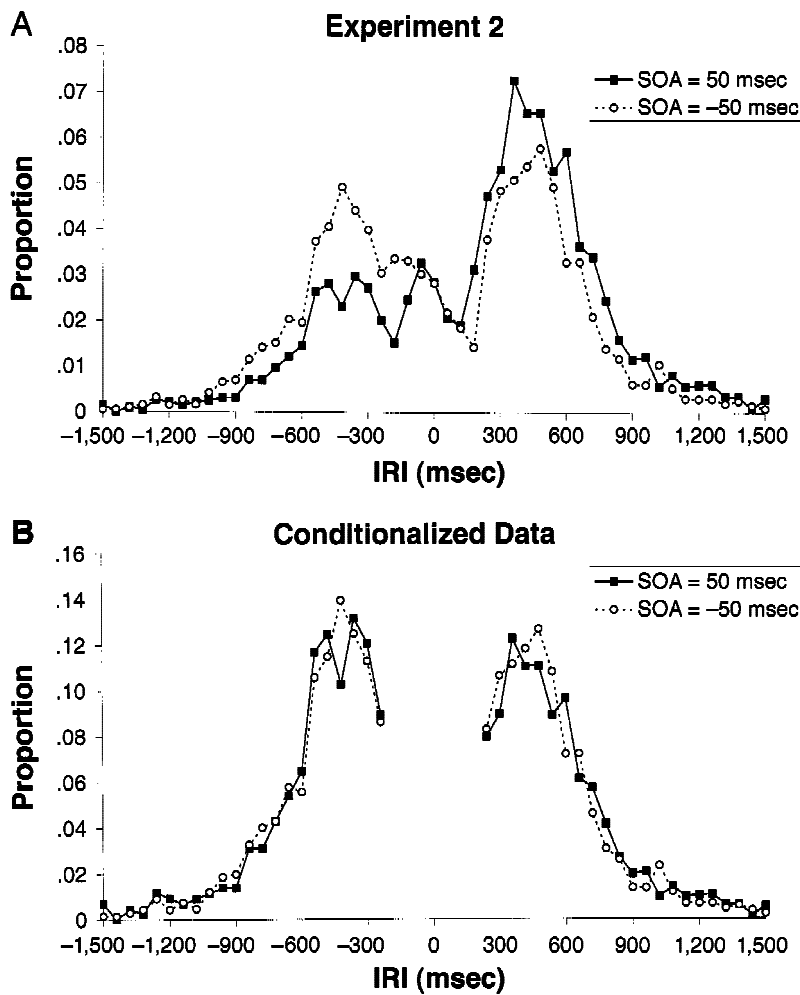 A
Experiment 2
.08
.07
.06
.05
.04
.03
.02
.01
0
Proportion
SOA = 50 msec
SOA = –50 msec
–1,500 –1,200 –900 –600 –300 0 300 600 900 1,200 1,500
IRI (msec)
B
Conditionalized Data
.16
.14
.12
.10
.08
.06
.04
.02
0
Proportion
SOA = 50 msec
SOA = –50 msec
–1,500 –1,200 –900 –600 –300 0 300 600 900 1,200 1,500
IRI (msec)